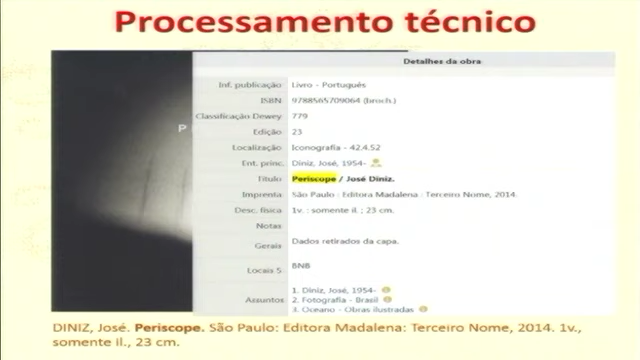 Processamento técnico
Detalhes da obra
Inf. publicação Livro - Português
ISBN 9788565709064 (broch.)
Classificação Dewey 779
Edição 23
Localização Iconografia - 42.4.52
Ent. princ. Diniz, José, 1954-
Título Periscope / José Diniz.
Imprenta São Paulo : Editora Madalena : Terceiro Nome, 2014.
Desc. física 1v. : somente il. ; 23 cm.
Notas
Gerais Dados retirados da capa.
Locais 5 BNB
Assuntos 1. Diniz, José, 1954-
2. Fotografia - Brasil
3. Oceano - Obras ilustradas
P
DINIZ, José. Periscope. São Paulo: Editora Madalena: Terceiro Nome, 2014. 1v.,
somente il., 23 cm.